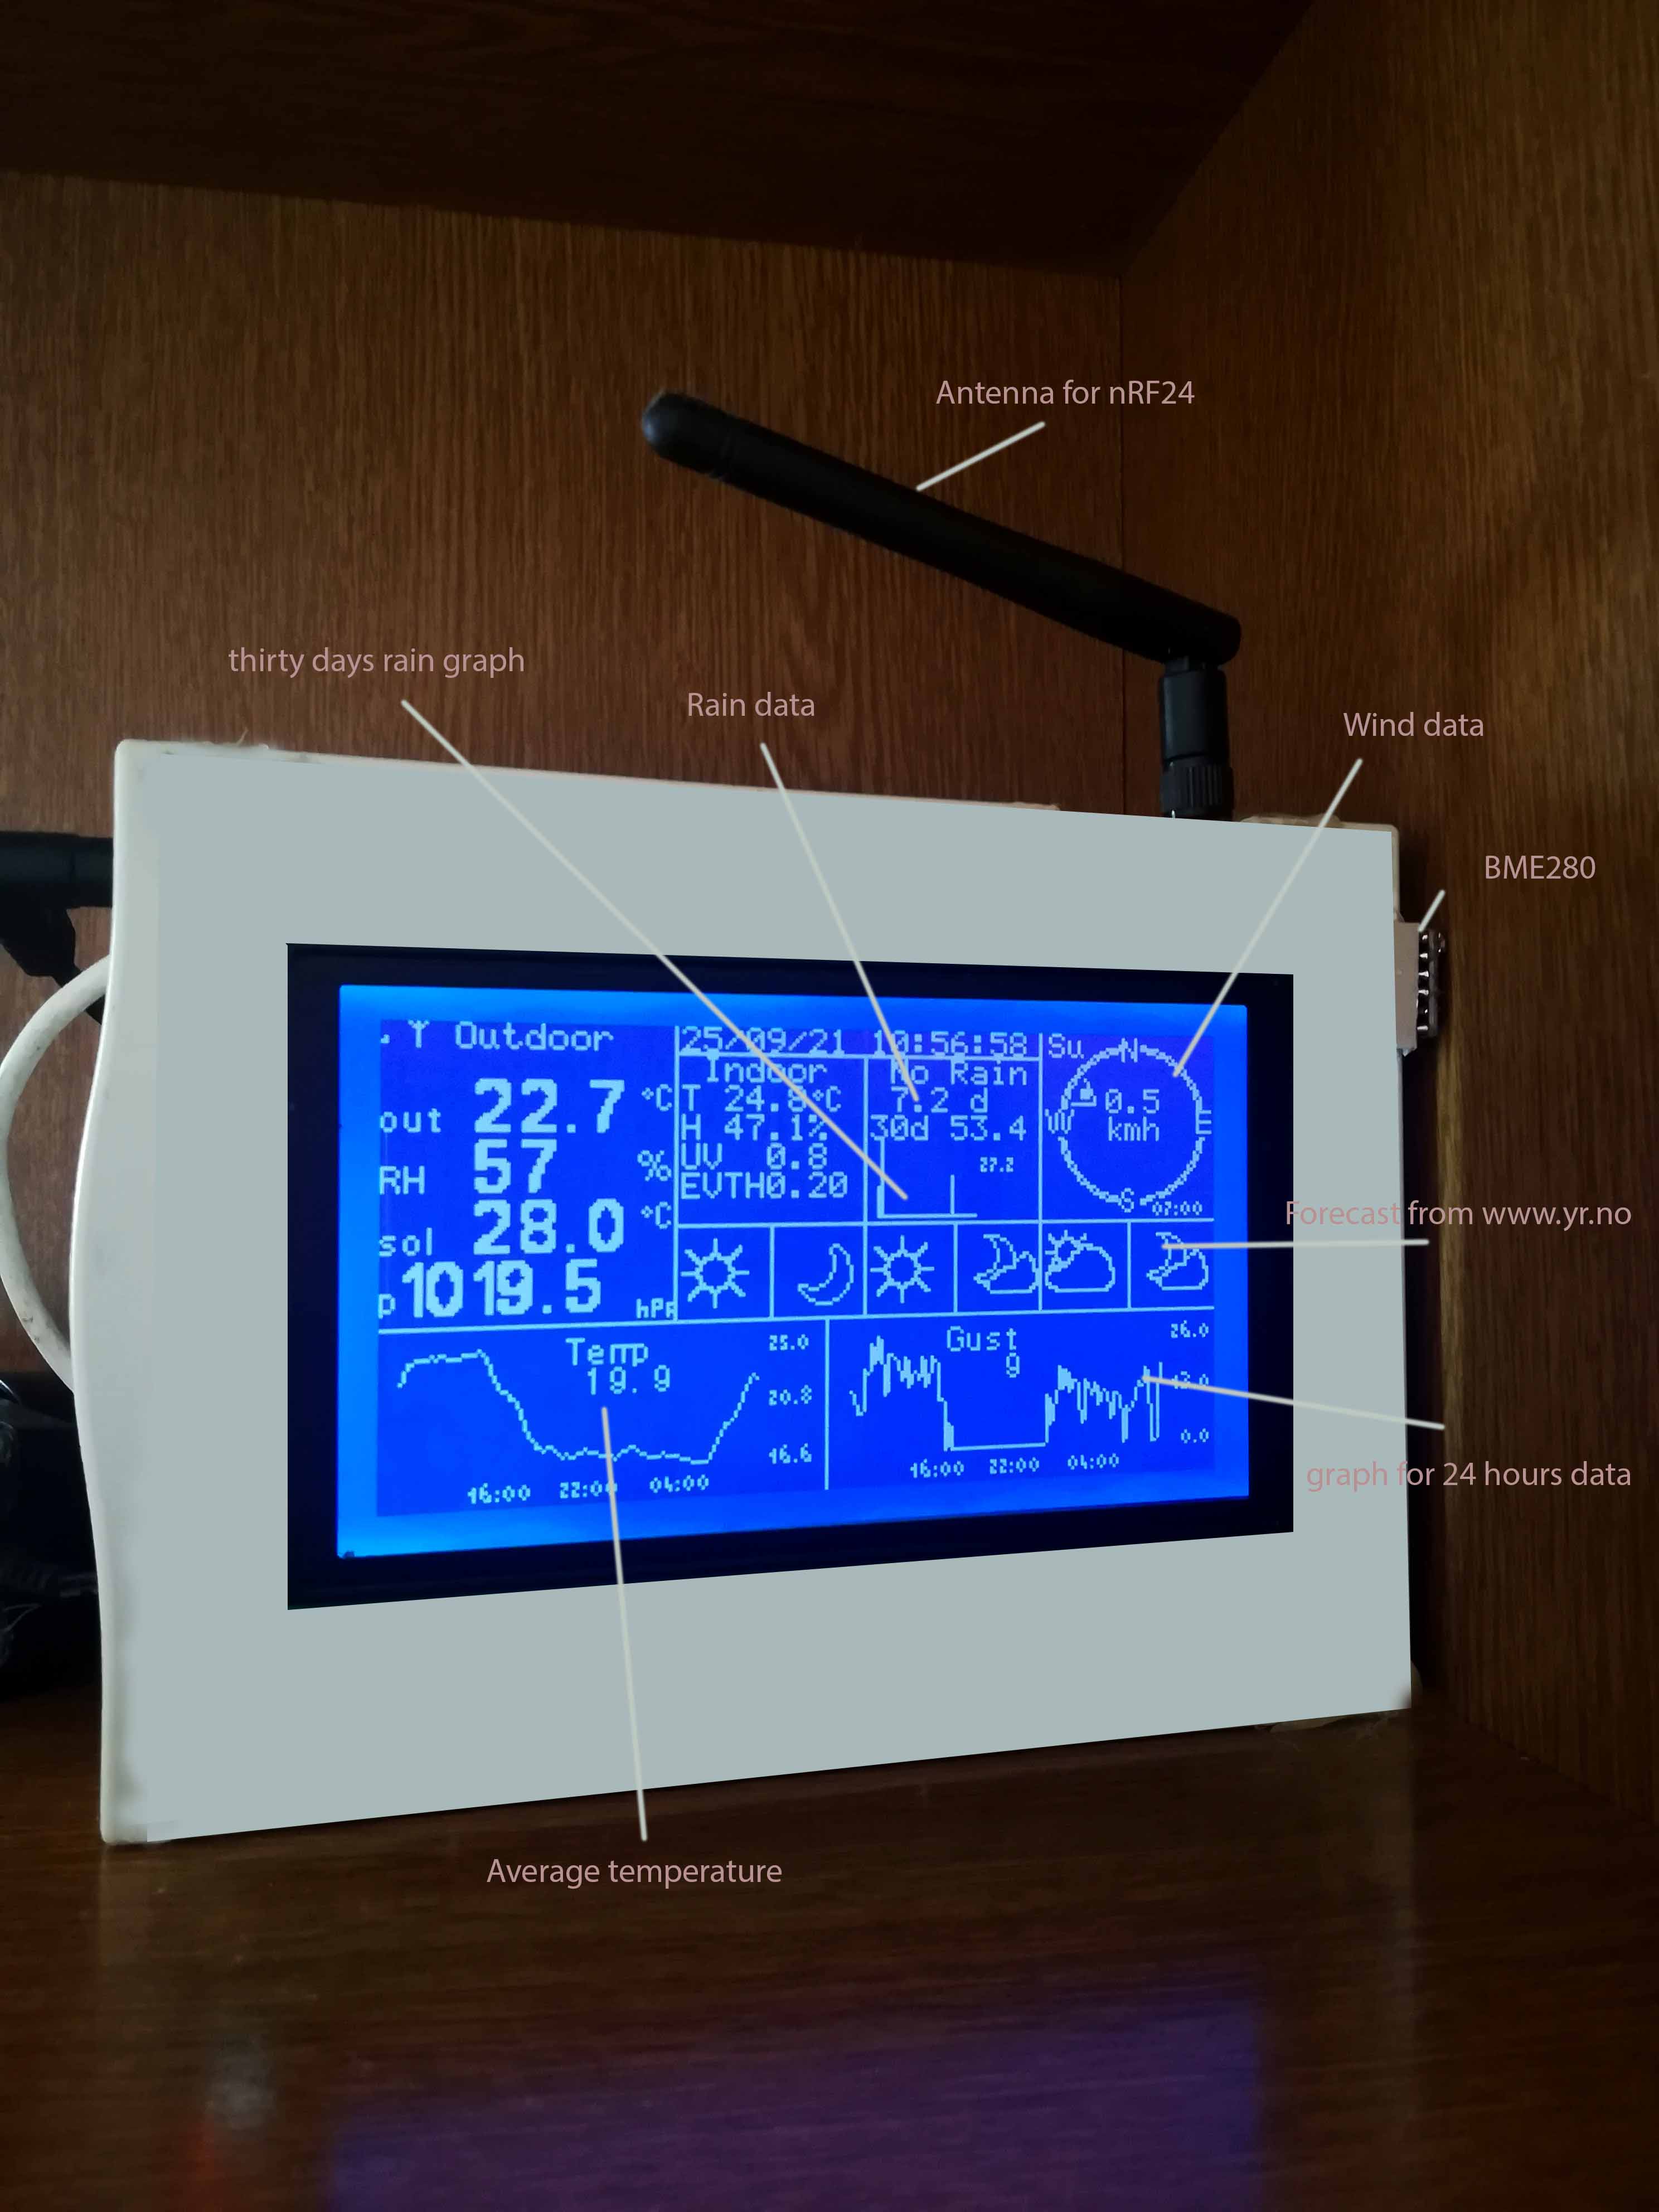 Antenna for nRF24
thirty days rain graph
Rain data
Wind data
BME280
Outdoor
out 22.7 °C
RH 57 %
sol 28.0 °C
p 1019.5 hPa
25/09/21 10:56:58
Indoor
T 24.8°C
H 47.1%
UV 0.8
EVTH0.20
No Rain
7.2 d
30d 53.4
27.2
Su
N
W
E
S
0.5
kmh
07:00
Forecast from www.yr.no
Temp
19.9
25.0
20.8
16.6
16:00 22:00 04:00
Gust
g
26.0
13.0
0.0
16:00 22:00 04:00
graph for 24 hours data
Average temperature